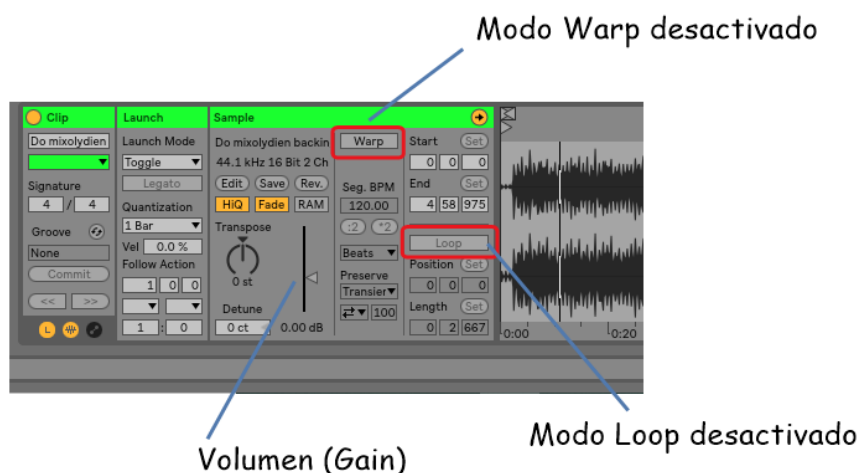 Modo Warp desactivado
Clip
Do mixolydien
Signature
4 / 4
Groove
None
Commit
<< >>
L
Launch
Launch Mode
Toggle
Legato
Quantization
1 Bar
Vel 0.0 %
Follow Action
1 0 0
1 : 0
Sample
Do mixolydien backin
44.1 kHz 16 Bit 2 Ch
Edit Save Rev.
HiQ Fade RAM
Transpose
0 st
Detune
0 ct 0.00 dB
Warp
Seg. BPM
120.00
:2 *2
Beats
Preserve
Transier
100
Start Set
0 0 0
End Set
4 58 975
Loop
Position Set
0 0 0
Length Set
0 2 667
0:00 0:20
Volumen (Gain)
Modo Loop desactivado